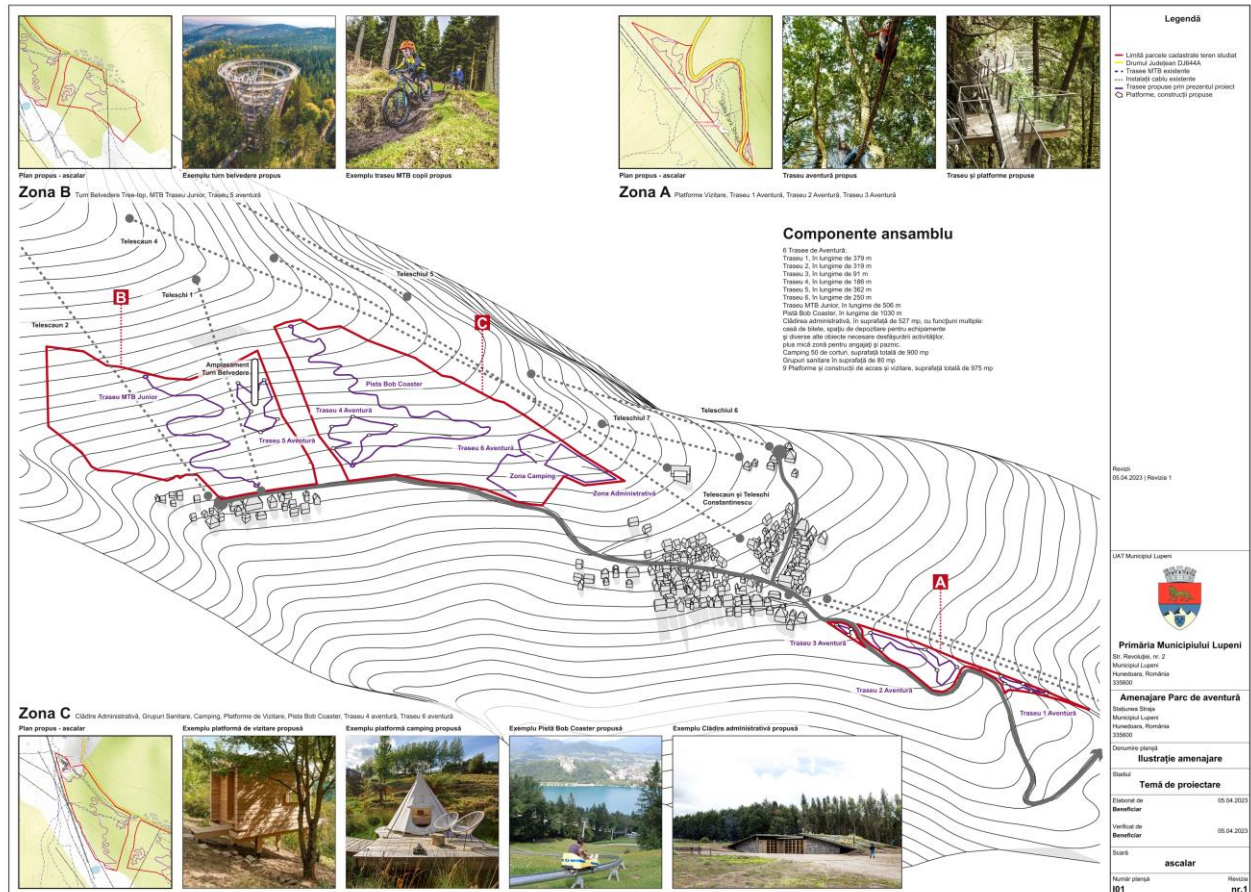 Plan propus - ascalar
Exemplu turn belvedere propus
Exemplu traseu MTB copii propus
Zona B Turn Belvedere Tree-top, MTB Traseu Junior, Traseu 5 aventură
Plan propus - ascalar
Traseu aventură propus
Traseu și platforme propuse
Zona A Platforme Vizitare, Traseu 1 Aventură, Traseu 2 Aventură, Traseu 3 Aventură
Componente ansamblu
6 Trasee de Aventură:
Traseu 1, în lungime de 379 m
Traseu 2, în lungime de 319 m
Traseu 3, în lungime de 91 m
Traseu 4, în lungime de 186 m
Traseu 5, în lungime de 362 m
Traseu 6, în lungime de 250 m
Traseu MTB Junior, în lungime de 506 m
Pistă Bob Coaster, în lungime de 1030 m
Clădirea administrativă, în suprafață de 527 mp, cu funcțiuni multiple:
casă de bilete, spațiu de depozitare pentru echipamente
și diverse alte obiecte necesare desfășurării activităților,
plus mică zonă pentru angajați și paznic.
Camping 50 de corturi, suprafață totală de 900 mp
Grupuri sanitare în suprafață de 80 mp
9 Platforme și construcții de acces și vizitare, suprafață totală de 975 mp
Telescaun 4
Teleschiul 5
Teleschi 1
B
Telescaun 2
C
Amplasament
Turn Belvedere
Pista Bob Coaster
Traseu MTB Junior
Traseu 4 Aventură
Teleschiul 6
Teleschiul 7
Traseu 5 Aventură
Traseu 6 Aventură
Zona Camping
Zona Administrativă
Telescaun și Teleschi
Constantinescu
A
Traseu 3 Aventură
Traseu 2 Aventură
Traseu 1 Aventură
Zona C Clădire Administrativă, Grupuri Sanitare, Camping, Platforme de Vizitare, Pista Bob Coaster, Traseu 4 aventură, Traseu 6 aventură
Plan propus - ascalar
Exemplu platformă de vizitare propusă
Exemplu platformă camping propusă
Exemplu Pistă Bob Coaster propusă
Exemplu Clădire administrativă propusă
Legendă
Limită parcele cadastrale teren studiat
Drumul Județean DJ644A
Trasee MTB existente
Instalații cablu existente
Trasee propuse prin prezentul proiect
Platforme, construcții propuse
Revizii
05.04.2023 | Revizia 1
UAT Municipiul Lupeni
Primăria Municipiului Lupeni
Str. Revoluției, nr. 2
Municipiul Lupeni
Hunedoara, România
335600
Amenajare Parc de aventură
Stațiunea Straja
Municipiul Lupeni
Hunedoara, România
335600
Denumire planșă
Ilustrație amenajare
Stadiul
Temă de proiectare
Elaborat de 05.04.2023
Beneficiar
Verificat de 05.04.2023
Beneficiar
Scară
ascalar
Număr planșă Revizia
I01 nr.1